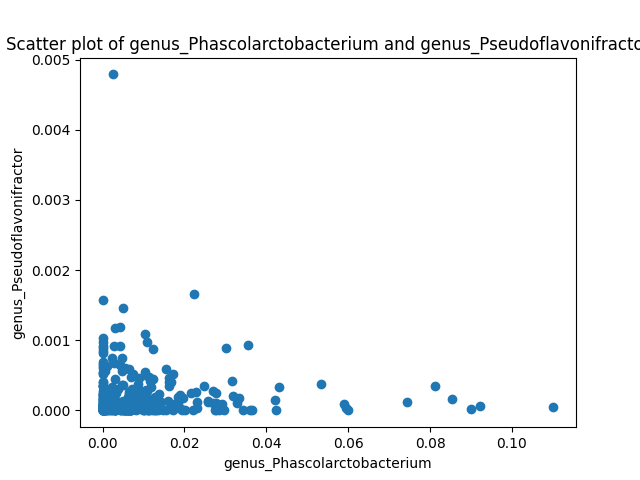 Scatter plot of genus_Phascolarctobacterium and genus_Pseudoflavonifracto
0.005
0.004
0.003
0.002
0.001
0.000
genus_Pseudoflavonifractor
0.00 0.02 0.04 0.06 0.08 0.10
genus_Phascolarctobacterium